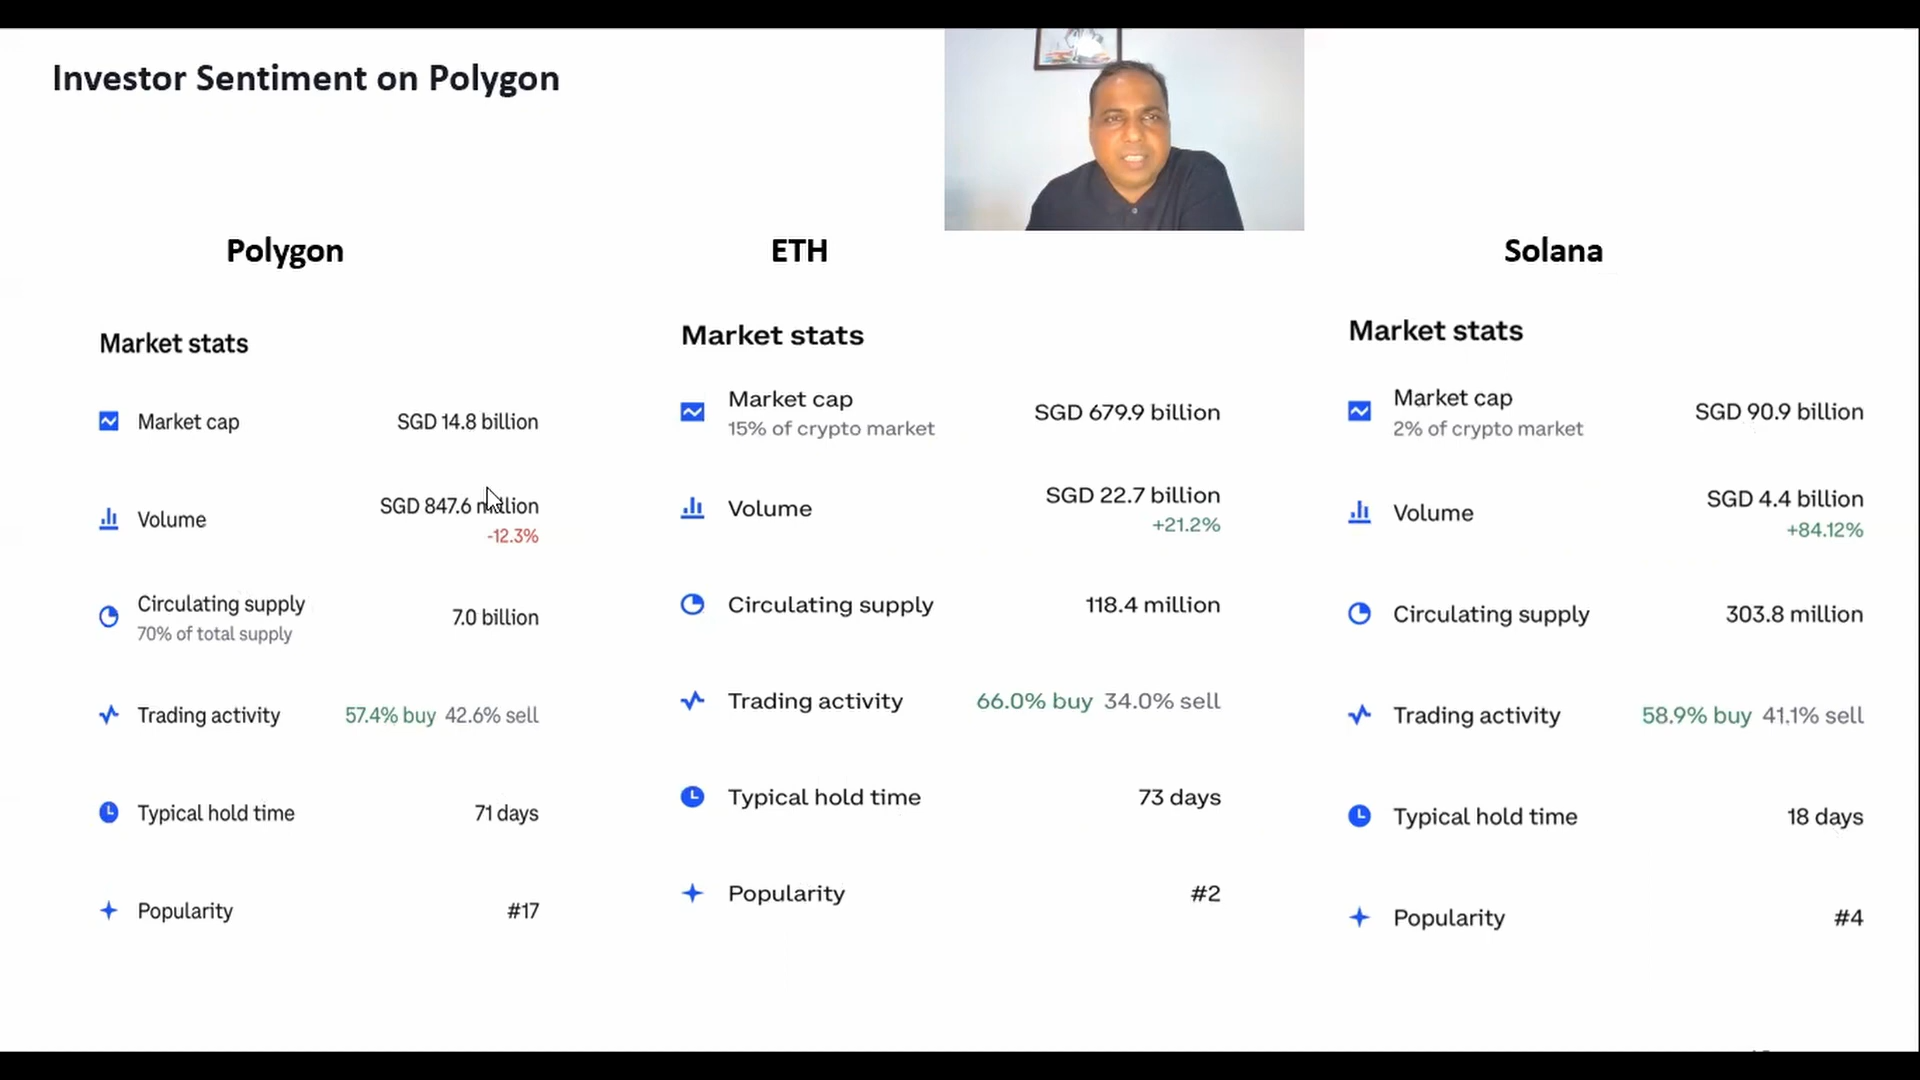 Investor Sentiment on Polygon
Polygon
Market stats
Market cap SGD 14.8 billion
Volume SGD 847.6 million
-12.3%
Circulating supply 7.0 billion
70% of total supply
Trading activity 57.4% buy 42.6% sell
Typical hold time 71 days
Popularity #17
ETH
Market stats
Market cap SGD 679.9 billion
15% of crypto market
Volume SGD 22.7 billion
+21.2%
Circulating supply 118.4 million
Trading activity 66.0% buy 34.0% sell
Typical hold time 73 days
Popularity #2
Solana
Market stats
Market cap SGD 90.9 billion
2% of crypto market
Volume SGD 4.4 billion
+84.12%
Circulating supply 303.8 million
Trading activity 58.9% buy 41.1% sell
Typical hold time 18 days
Popularity #4